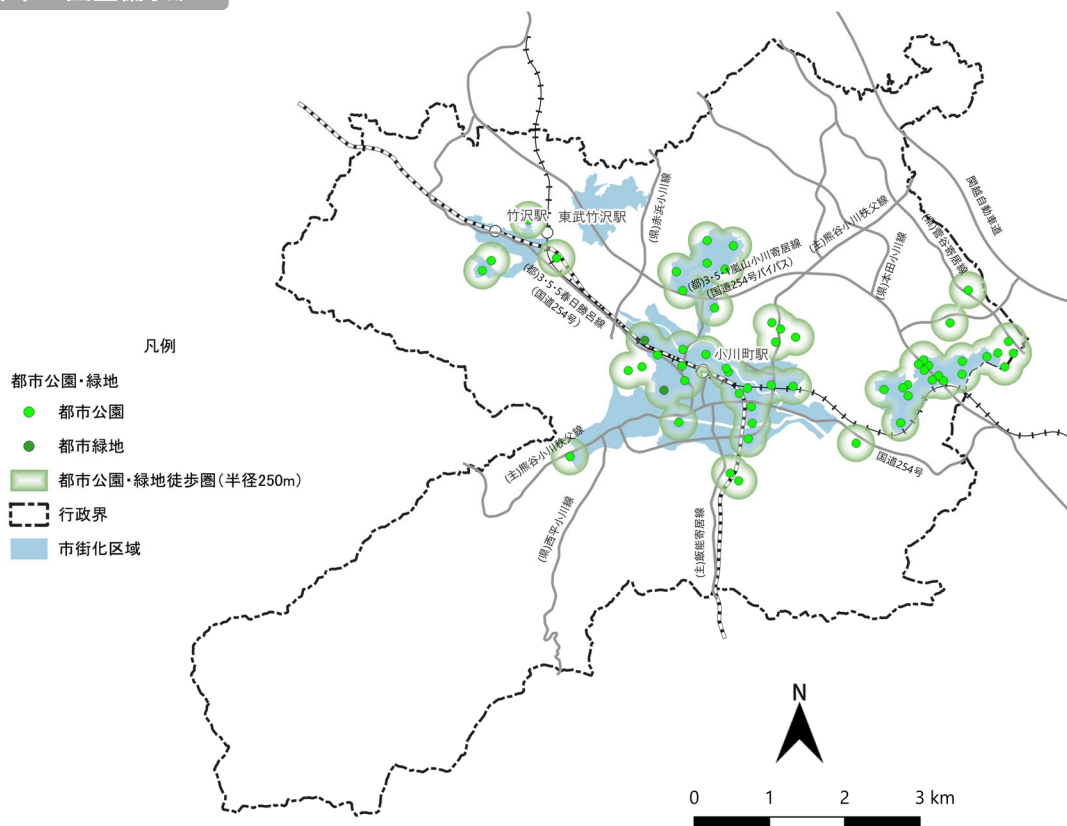 竹沢駅
東武竹沢駅
(県)赤浜小川線
(主)熊谷小川秩父線
関越自動車道
(県)菅谷寄居線
(県)本田小川線
(都)3・5・1嵐山小川寄居線
(国道254号バイパス)
(都)3・5・5春日勝呂線
(国道254号)
小川町駅
凡例
都市公園・緑地
都市公園
都市緑地
都市公園・緑地徒歩圏(半径250m)
行政界
市街化区域
(主)熊谷小川秩父線
国道254号
(県)西平小川線
(主)飯能寄居線
N
0 1 2 3 km